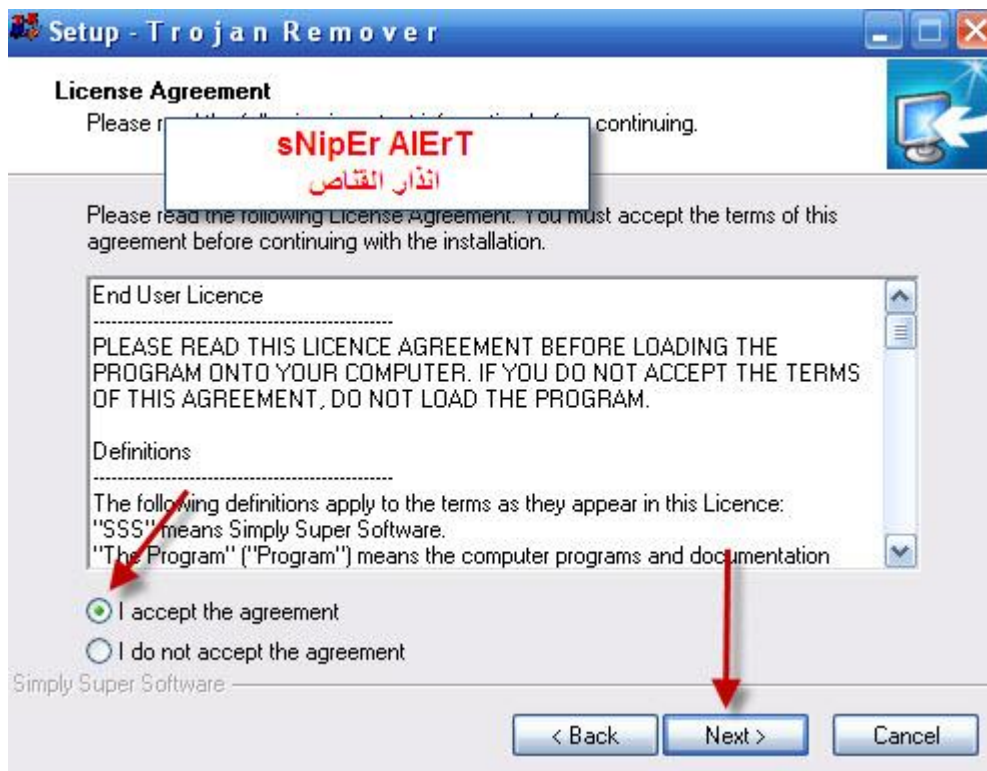 Setup - T r o j a n R e m o v e r
License Agreement
Please r continuing.
sNipEr AlErT
انذار القناص
Please read the following License Agreement. You must accept the terms of this
agreement before continuing with the installation.
End User Licence
--------------------------------------------------
PLEASE READ THIS LICENCE AGREEMENT BEFORE LOADING THE
PROGRAM ONTO YOUR COMPUTER. IF YOU DO NOT ACCEPT THE TERMS
OF THIS AGREEMENT, DO NOT LOAD THE PROGRAM.
Definitions
--------------------------------------------------
The following definitions apply to the terms as they appear in this Licence:
"SSS" means Simply Super Software.
"The Program" ("Program") means the computer programs and documentation
I accept the agreement
I do not accept the agreement
Simply Super Software
< Back
Next >
Cancel